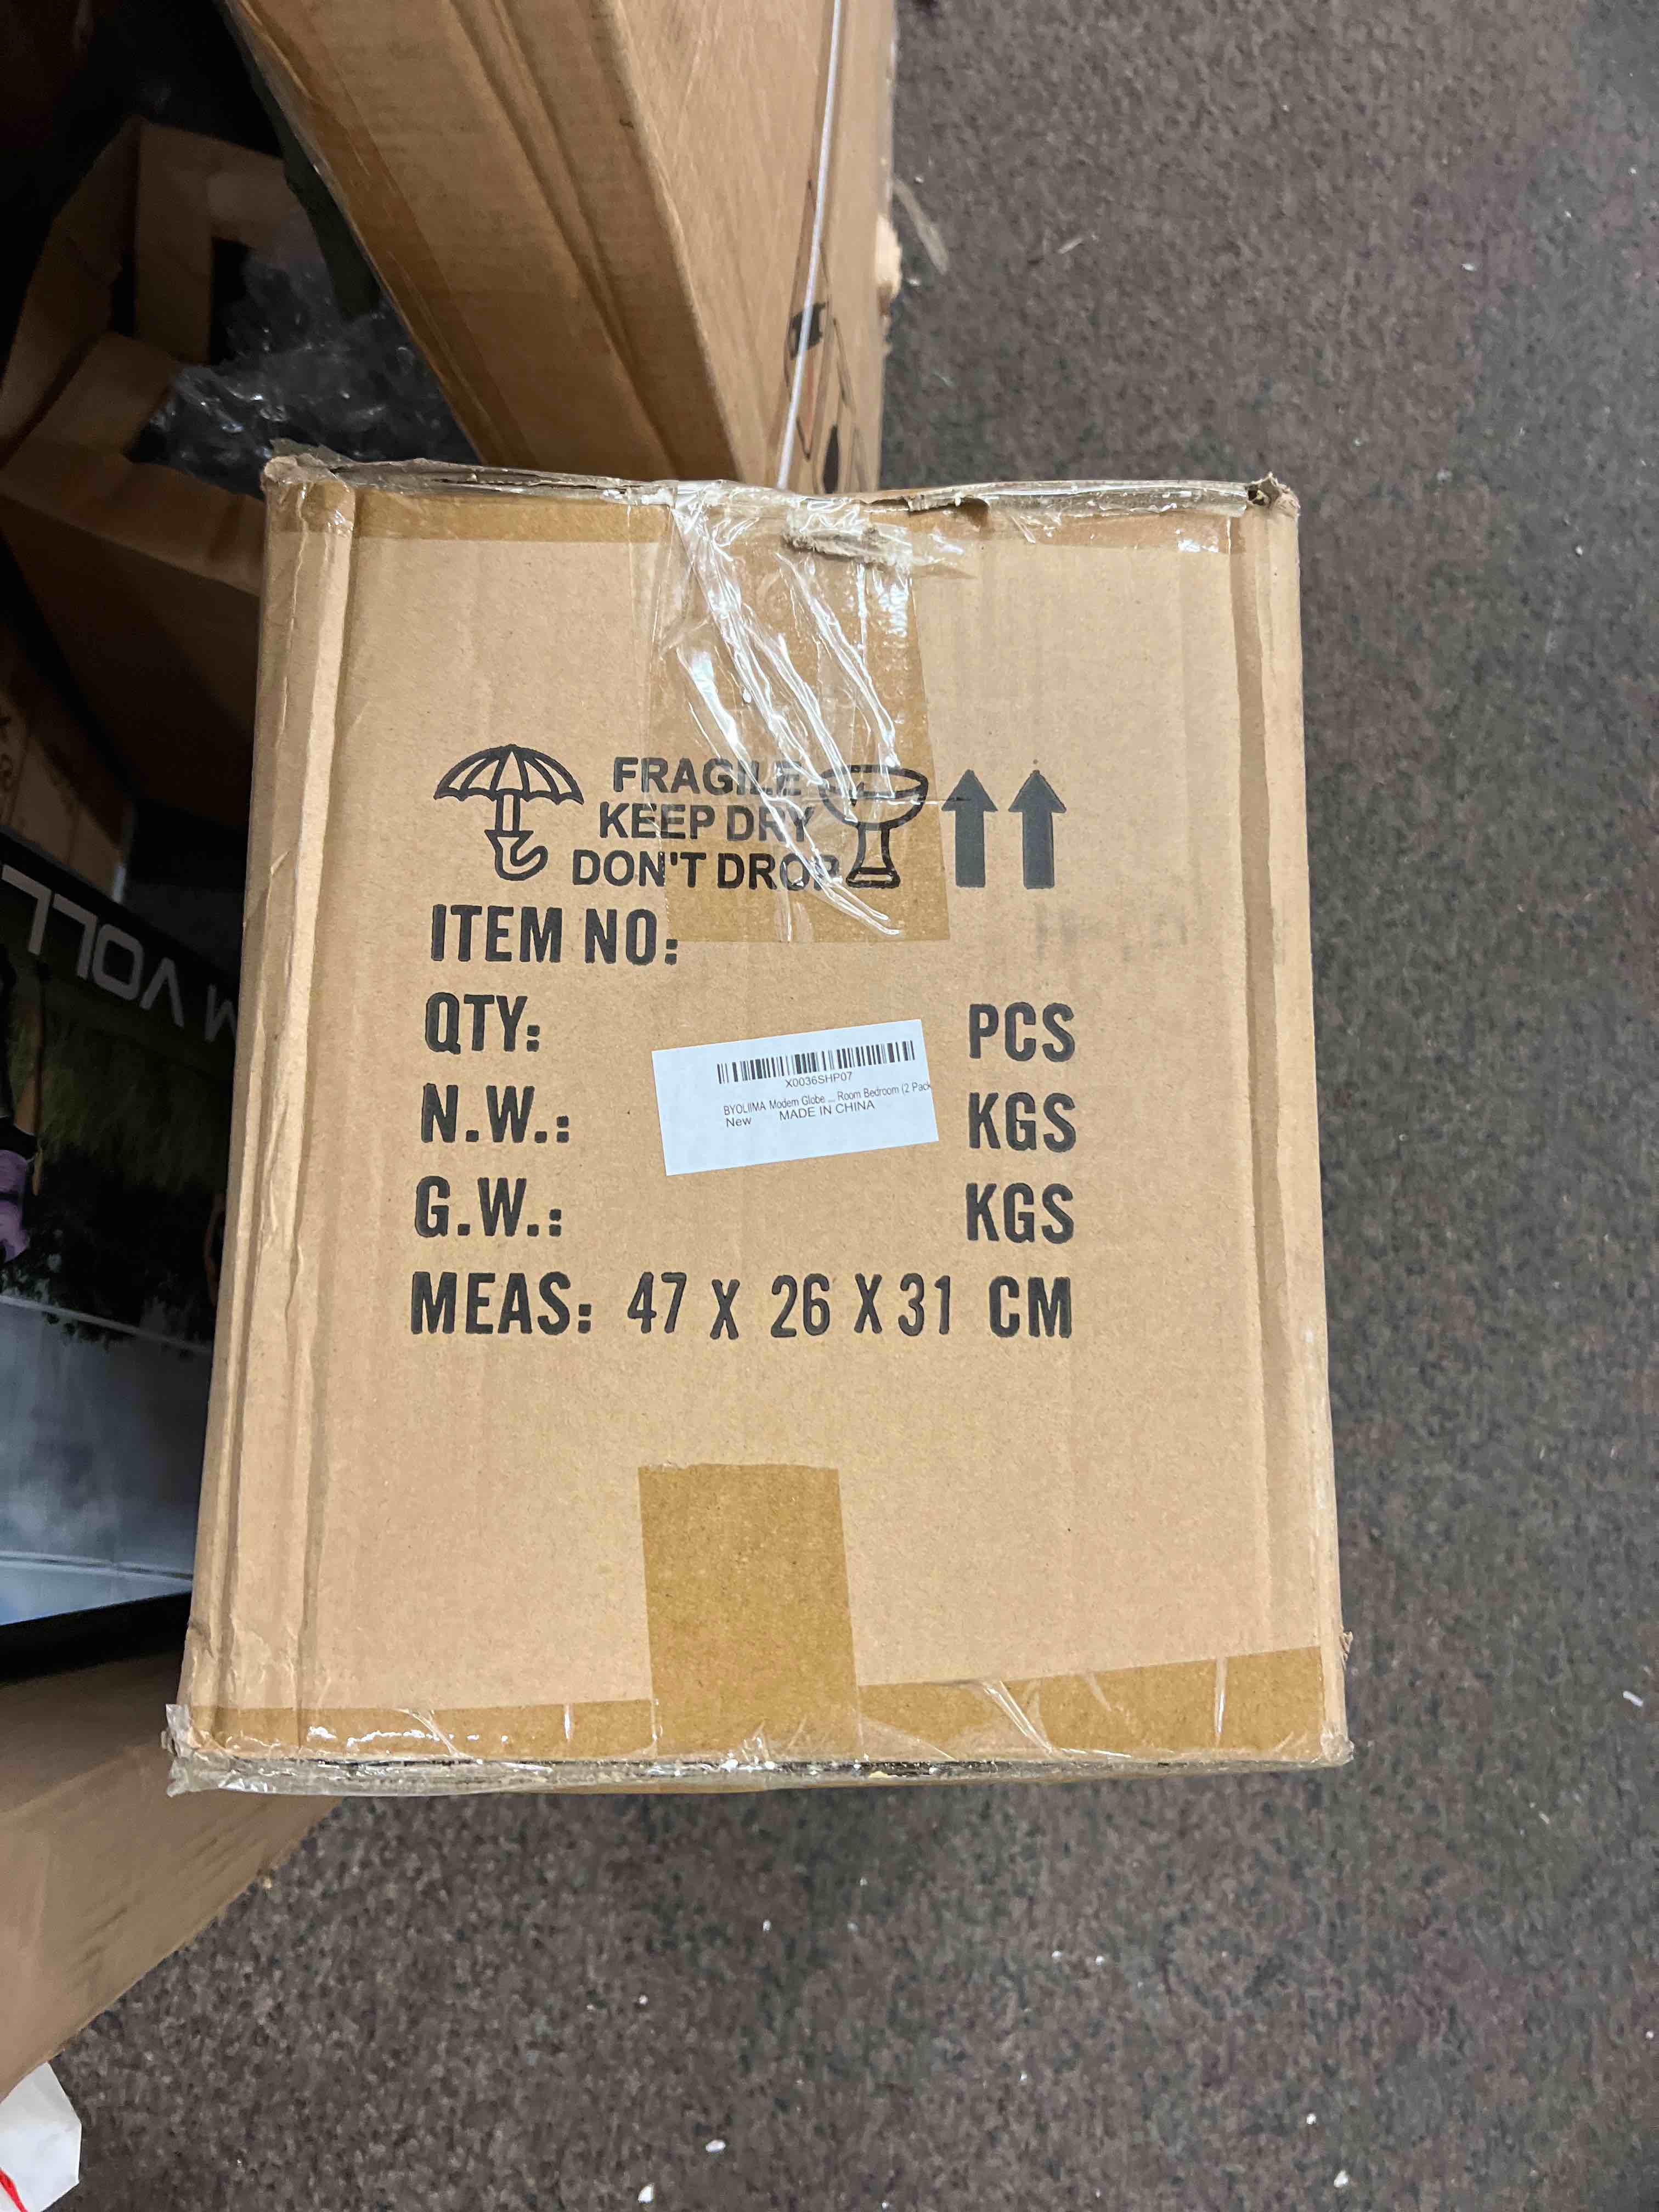 FRAGILE
KEEP DRY
DON'T DROP
ITEM NO:
QTY: PCS
N.W.: KGS
G.W.: KGS
MEAS: 47 X 26 X 31 CM
X0036SHP07
BYOLIIMA Modern Globe ... Room Bedroom (2 Pack
New MADE IN CHINA
M VOLL